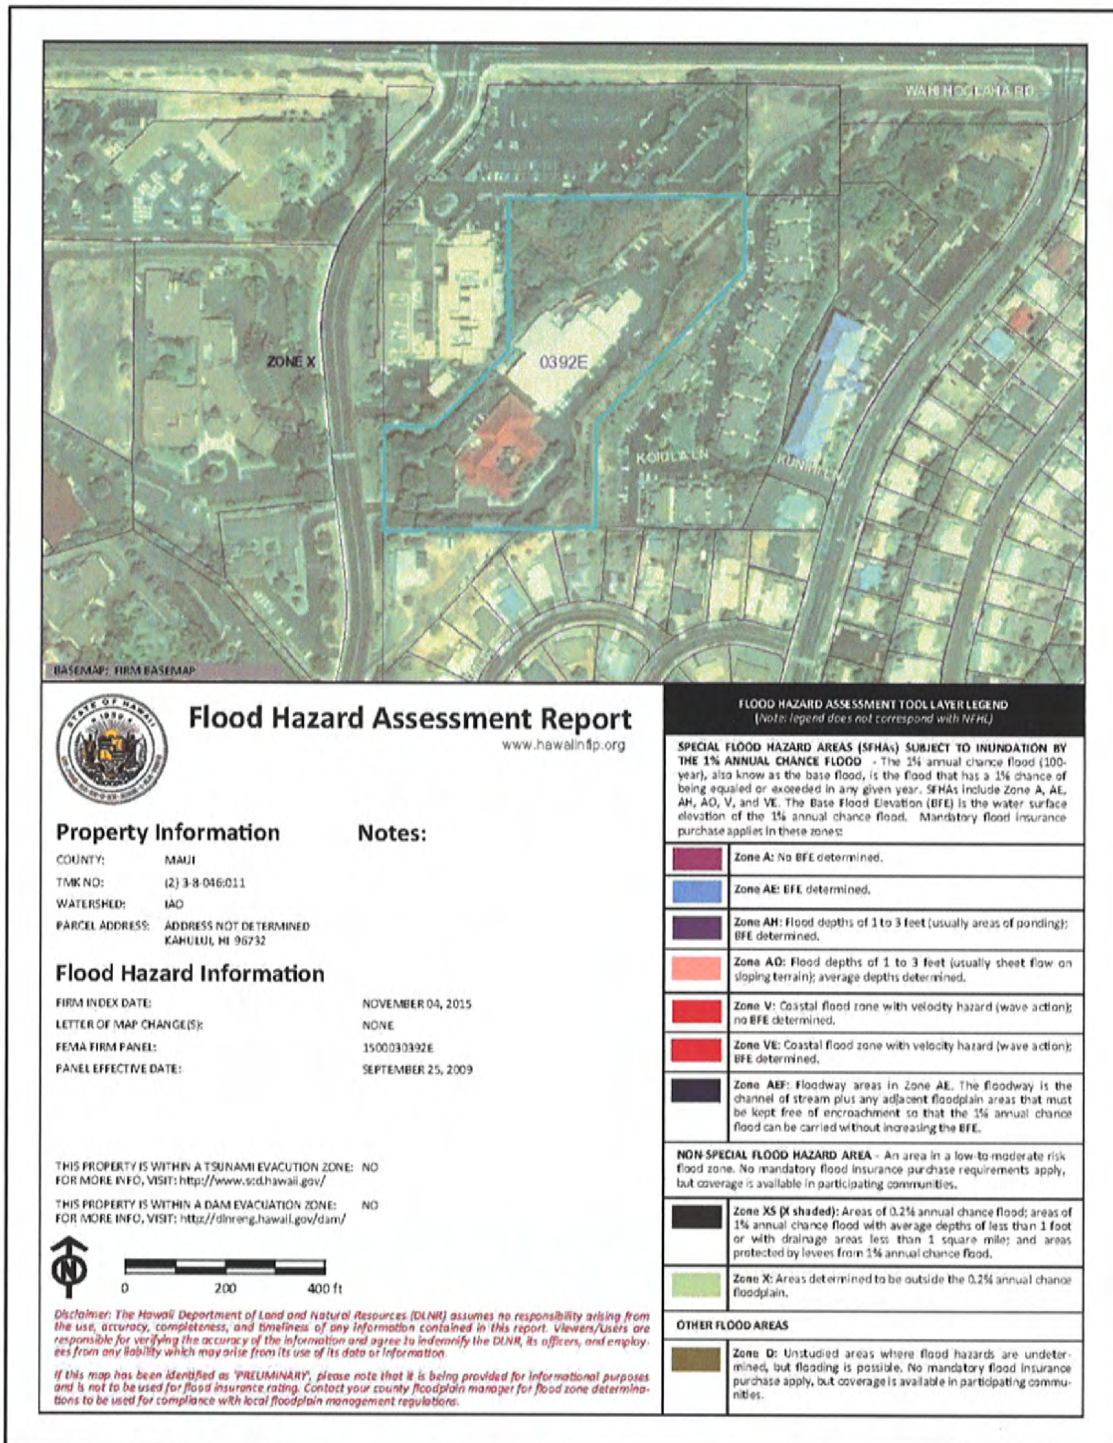 WAHI HOOLAHA RD
ZONE X
0392E
KOIULA LN
BASEMAP: FIRM BASEMAP
STATE OF HAWAII
1959
Flood Hazard Assessment Report
www.hawaiinfip.org
Property Information
Notes:
COUNTY: MAUI
TMK NO: (2) 3-8-046:011
WATERSHED: IAO
PARCEL ADDRESS: ADDRESS NOT DETERMINED
KAHULUI, HI 96732
Flood Hazard Information
FIRM INDEX DATE: NOVEMBER 04, 2015
LETTER OF MAP CHANGE(S): NONE
FEMA FIRM PANEL: 1500030392E
PANEL EFFECTIVE DATE: SEPTEMBER 25, 2009
THIS PROPERTY IS WITHIN A TSUNAMI EVACUTION ZONE: NO
FOR MORE INFO, VISIT: http://www.scd.hawaii.gov/
THIS PROPERTY IS WITHIN A DAM EVACUATION ZONE: NO
FOR MORE INFO, VISIT: http://dlnreng.hawaii.gov/dam/
N
0 200 400 ft
Disclaimer: The Hawaii Department of Land and Natural Resources (DLNR) assumes no responsibility arising from
the use, accuracy, completeness, and timeliness of any information contained in this report. Viewers/Users are
responsible for verifying the accuracy of the information and agree to indemnify the DLNR, its officers, and employ-
ees from any liability which may arise from its use of its data or information.
If this map has been identified as 'PRELIMINARY', please note that it is being provided for informational purposes
and is not to be used for flood insurance rating. Contact your county floodplain manager for flood zone determina-
tions to be used for compliance with local floodplain management regulations.
FLOOD HAZARD ASSESSMENT TOOL LAYER LEGEND
(Note: legend does not correspond with NFHL)
SPECIAL FLOOD HAZARD AREAS (SFHAs) SUBJECT TO INUNDATION BY
THE 1% ANNUAL CHANCE FLOOD - The 1% annual chance flood (100-
year), also know as the base flood, is the flood that has a 1% chance of
being equaled or exceeded in any given year. SFHAs include Zone A, AE,
AH, AO, V, and VE. The Base Flood Elevation (BFE) is the water surface
elevation of the 1% annual chance flood. Mandatory flood insurance
purchase applies in these zones:
Zone A: No BFE determined.
Zone AE: BFE determined.
Zone AH: Flood depths of 1 to 3 feet (usually areas of ponding);
BFE determined.
Zone AO: Flood depths of 1 to 3 feet (usually sheet flow on
sloping terrain); average depths determined.
Zone V: Coastal flood zone with velocity hazard (wave action);
no BFE determined.
Zone VE: Coastal flood zone with velocity hazard (wave action);
BFE determined.
Zone AEF: Floodway areas in Zone AE. The floodway is the
channel of stream plus any adjacent floodplain areas that must
be kept free of encroachment so that the 1% annual chance
flood can be carried without increasing the BFE.
NON-SPECIAL FLOOD HAZARD AREA - An area in a low-to-moderate risk
flood zone. No mandatory flood insurance purchase requirements apply,
but coverage is available in participating communities.
Zone XS (X shaded): Areas of 0.2% annual chance flood; areas of
1% annual chance flood with average depths of less than 1 foot
or with drainage areas less than 1 square mile; and areas
protected by levees from 1% annual chance flood.
Zone X: Areas determined to be outside the 0.2% annual chance
floodplain.
OTHER FLOOD AREAS
Zone D: Unstudied areas where flood hazards are undeter-
mined, but flooding is possible. No mandatory flood insurance
purchase apply, but coverage is available in participating commu-
nities.